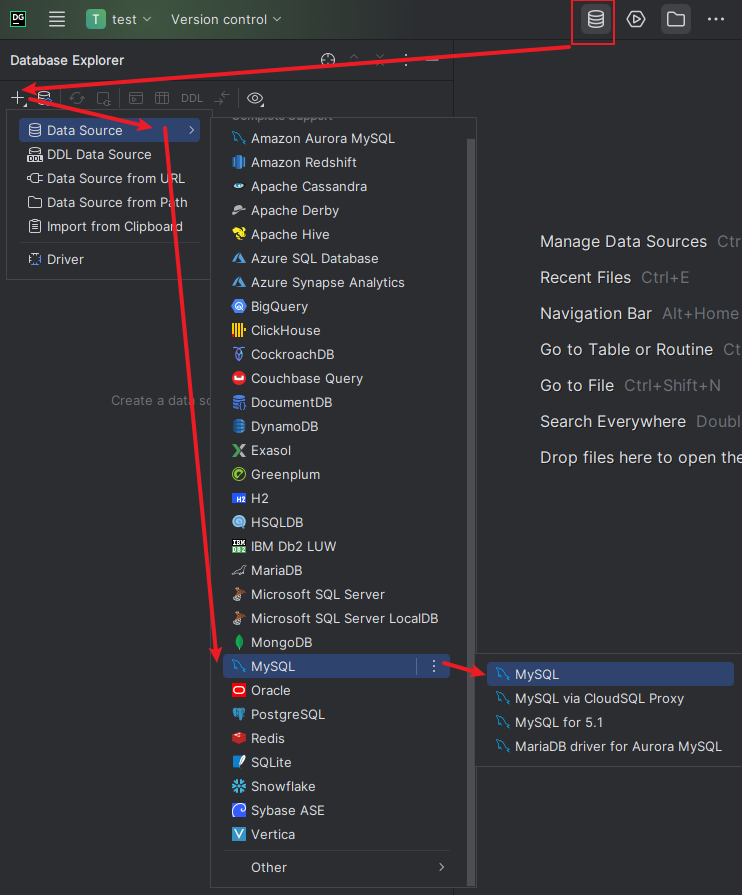 DG
T test
Version control
Database Explorer
DDL
Data Source
DDL Data Source
Data Source from URL
Data Source from Path
Import from Clipboard
Driver
Create a data so
Complete Support
Amazon Aurora MySQL
Amazon Redshift
Apache Cassandra
Apache Derby
Apache Hive
Azure SQL Database
Azure Synapse Analytics
BigQuery
ClickHouse
CockroachDB
Couchbase Query
DocumentDB
DynamoDB
Exasol
Greenplum
H2 H2
HSQLDB
IBM DB2 IBM Db2 LUW
MariaDB
Microsoft SQL Server
Microsoft SQL Server LocalDB
MongoDB
MySQL
Oracle
PostgreSQL
Redis
SQLite
Snowflake
Sybase ASE
Vertica
Other
MySQL
MySQL via CloudSQL Proxy
MySQL for 5.1
MariaDB driver for Aurora MySQL
Manage Data Sources Ctr
Recent Files Ctrl+E
Navigation Bar Alt+Home
Go to Table or Routine Ct
Go to File Ctrl+Shift+N
Search Everywhere Doubl
Drop files here to open the